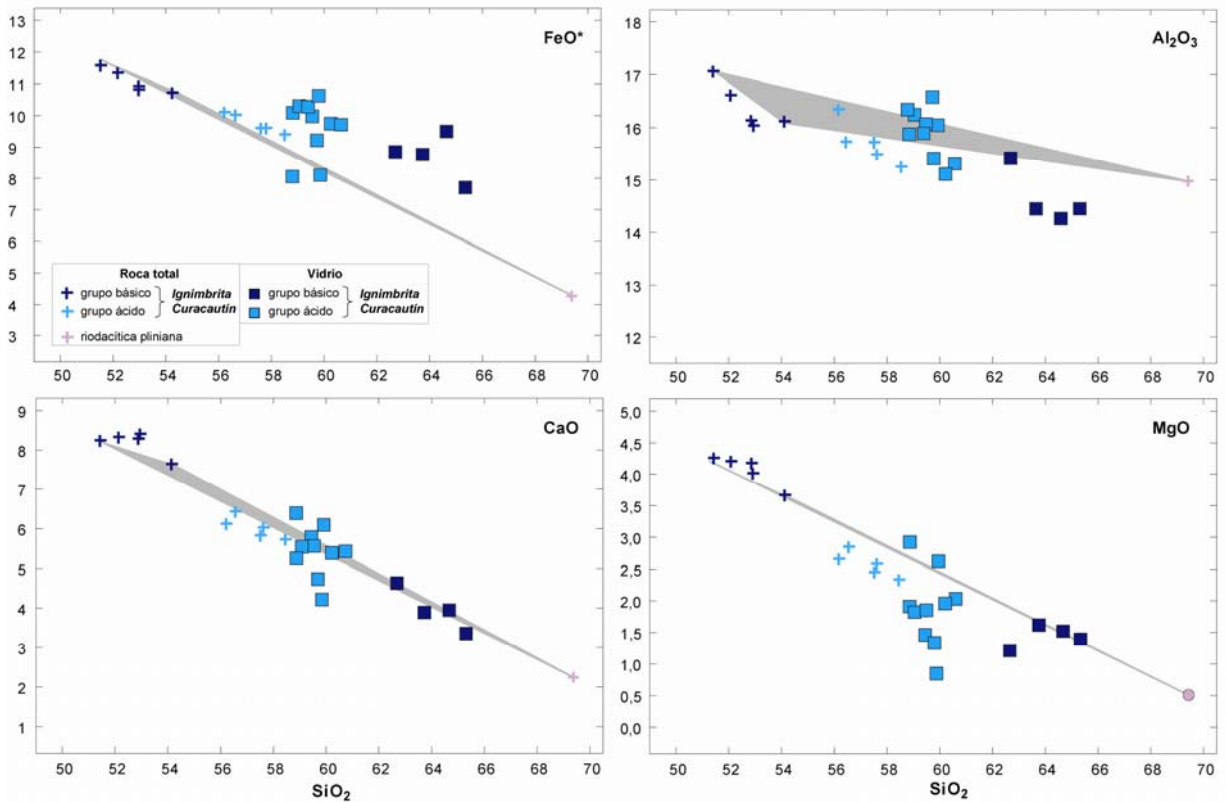 13
12
11
10
9
8
7
6
5
4
3
FeO*
Roca total
grupo básico
grupo ácido
Ignimbrita
Curacautín
riodacítica pliniana
Vidrio
grupo básico
grupo ácido
Ignimbrita
Curacautín
50 52 54 56 58 60 62 64 66 68 70
18
17
16
15
14
13
12
Al₂O₃
50 52 54 56 58 60 62 64 66 68 70
9
8
7
6
5
4
3
2
1
CaO
50 52 54 56 58 60 62 64 66 68 70
SiO₂
5,0
4,5
4,0
3,5
3,0
2,5
2,0
1,5
1,0
0,5
0,0
MgO
50 52 54 56 58 60 62 64 66 68 70
SiO₂